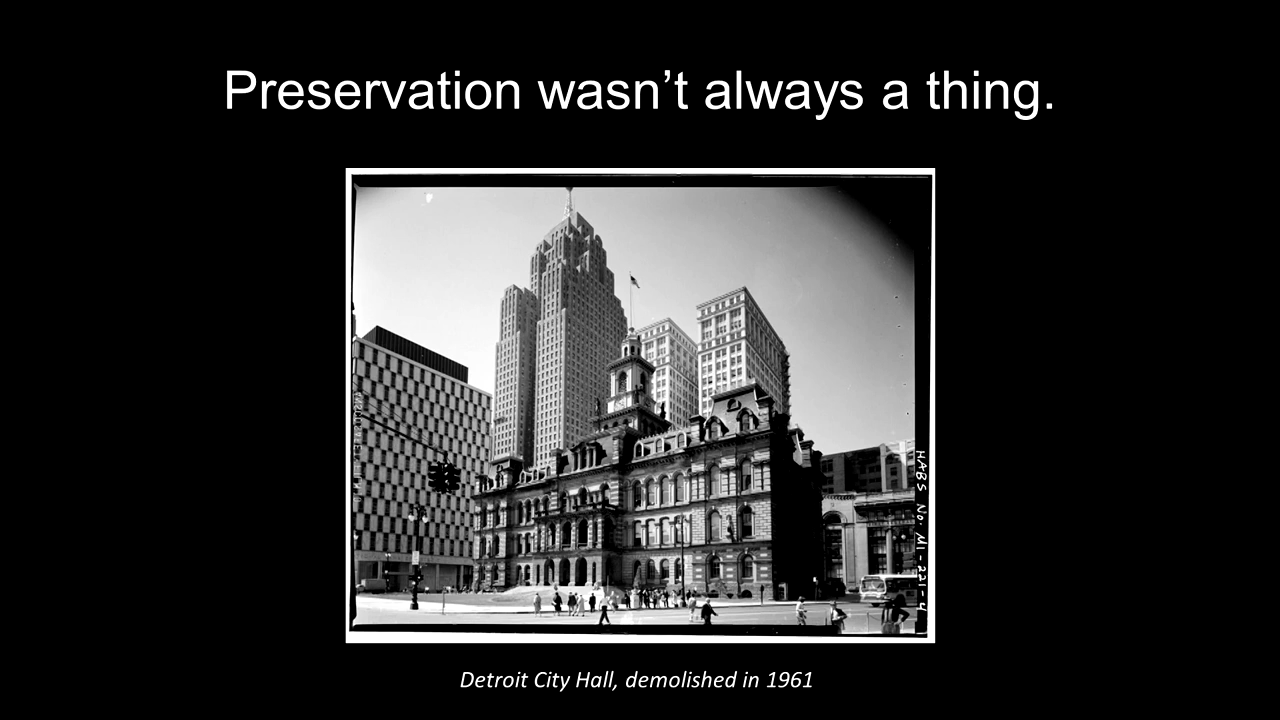 Preservation wasn’t always a thing.
HABS No. MI-221-4
Detroit City Hall, demolished in 1961